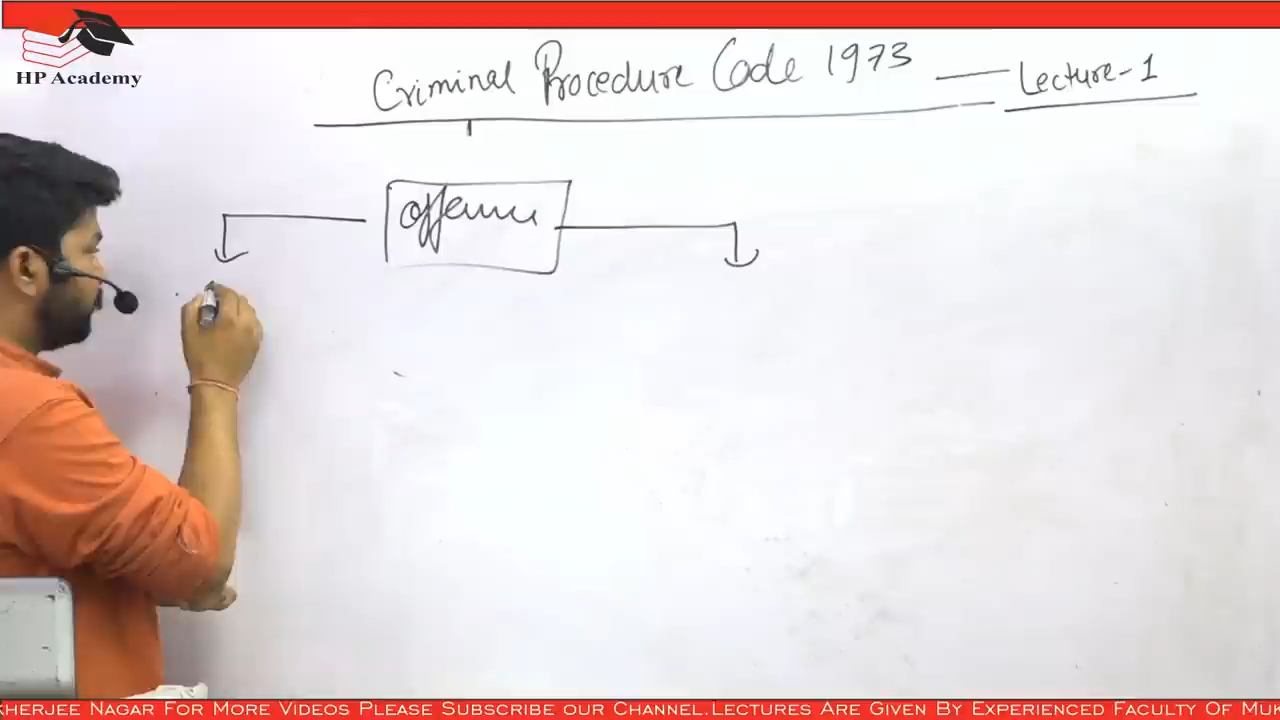 HP Academy
Criminal Procedure Code 1973 — Lecture-1
offence
KHERJEE NAGAR FOR MORE VIDEOS PLEASE SUBSCRIBE OUR CHANNEL.LECTURES ARE GIVEN BY EXPERIENCED FACULTY OF MUK